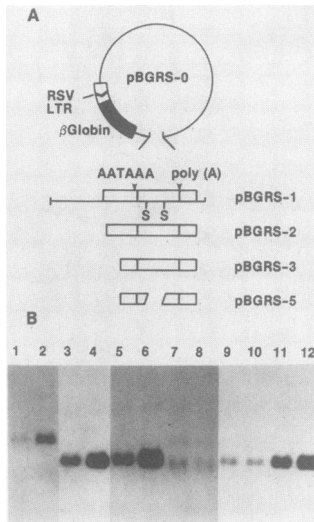 A
pBGRS-0
RSV
LTR
βGlobin
AATAAA poly (A)
pBGRS-1
S S
pBGRS-2
pBGRS-3
pBGRS-5
B
1 2 3 4 5 6 7 8 9 10 11 12